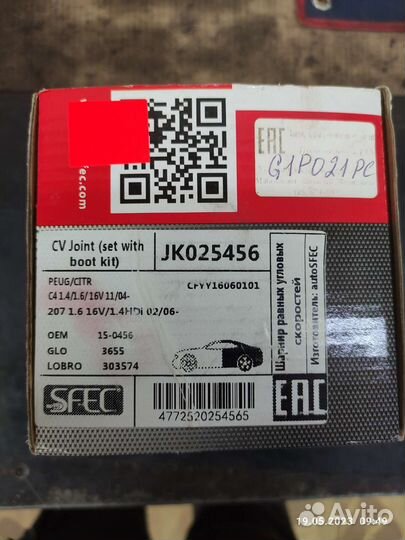 sfec.com
EAC
G1PD21PC
CV Joint (set with
boot kit)
JK025456
PEUG/CITR
C4 1.4/1.6/16V 11/04-
CFYY16060101
207 1.6 16V/1.4HDi 02/06-
OEM 15-0456
GLO 3655
LOBRO 303574
SFEC
4772520254565
Шарнир равных угловых
скоростей
Изготовитель: autoSFEC
EAC
Avito
19.05.2023 09:49